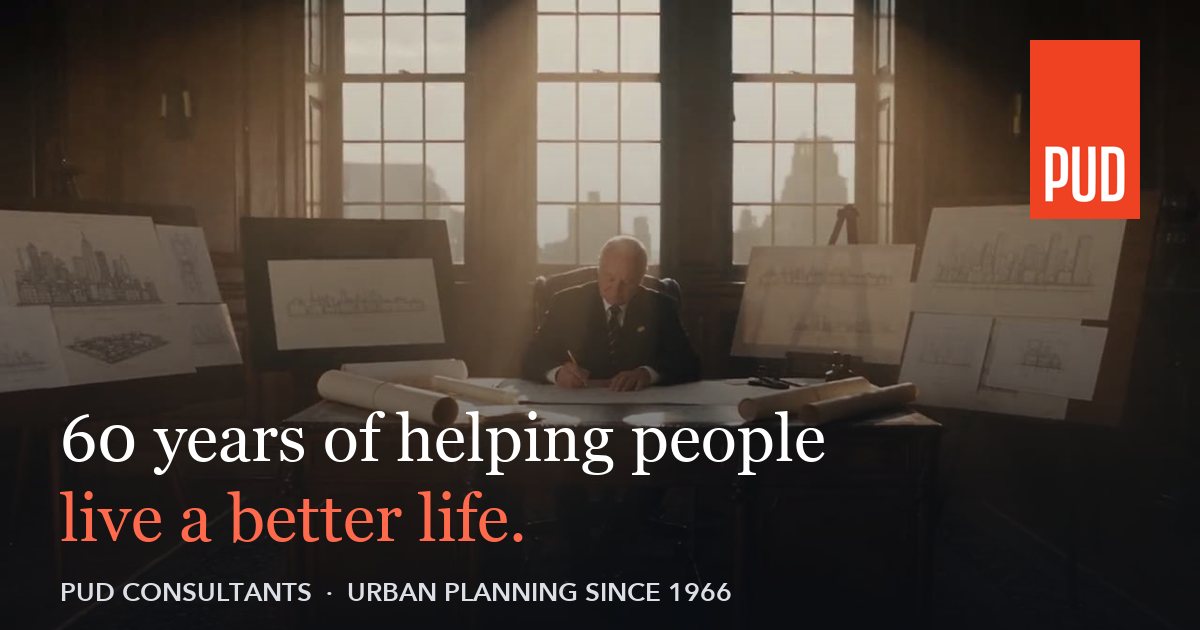 PUD
60 years of helping people
live a better life.
PUD CONSULTANTS · URBAN PLANNING SINCE 1966